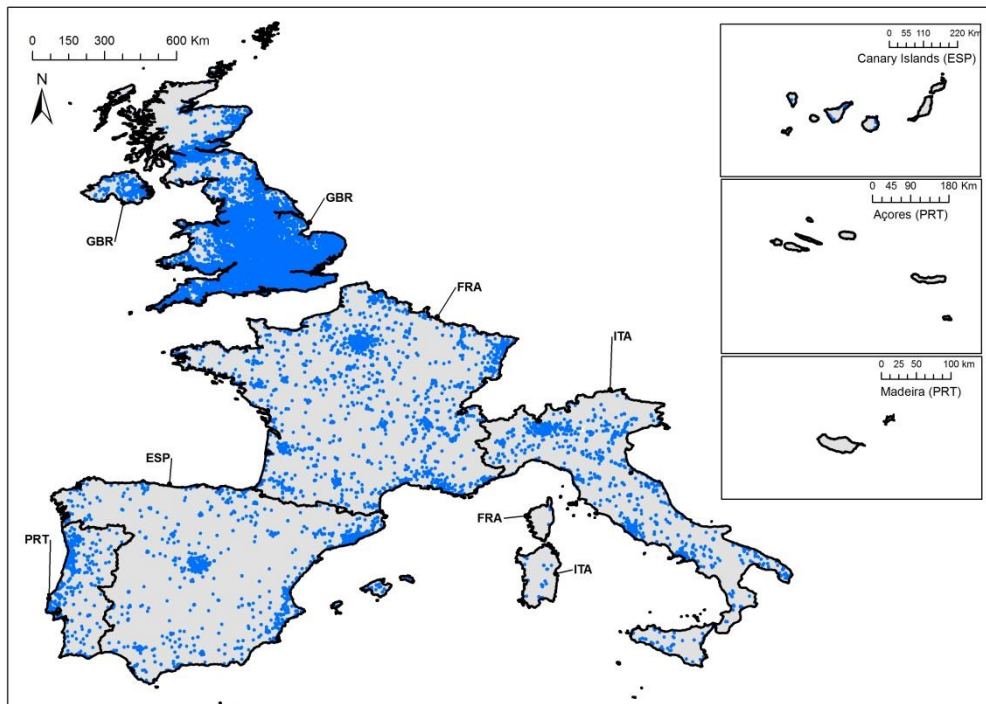 0 150 300 600 Km
N
GBR
GBR
FRA
ITA
ESP
FRA
PRT
ITA
0 55 110 220 Km
Canary Islands (ESP)
0 45 90 180 Km
Açores (PRT)
0 25 50 100 km
Madeira (PRT)